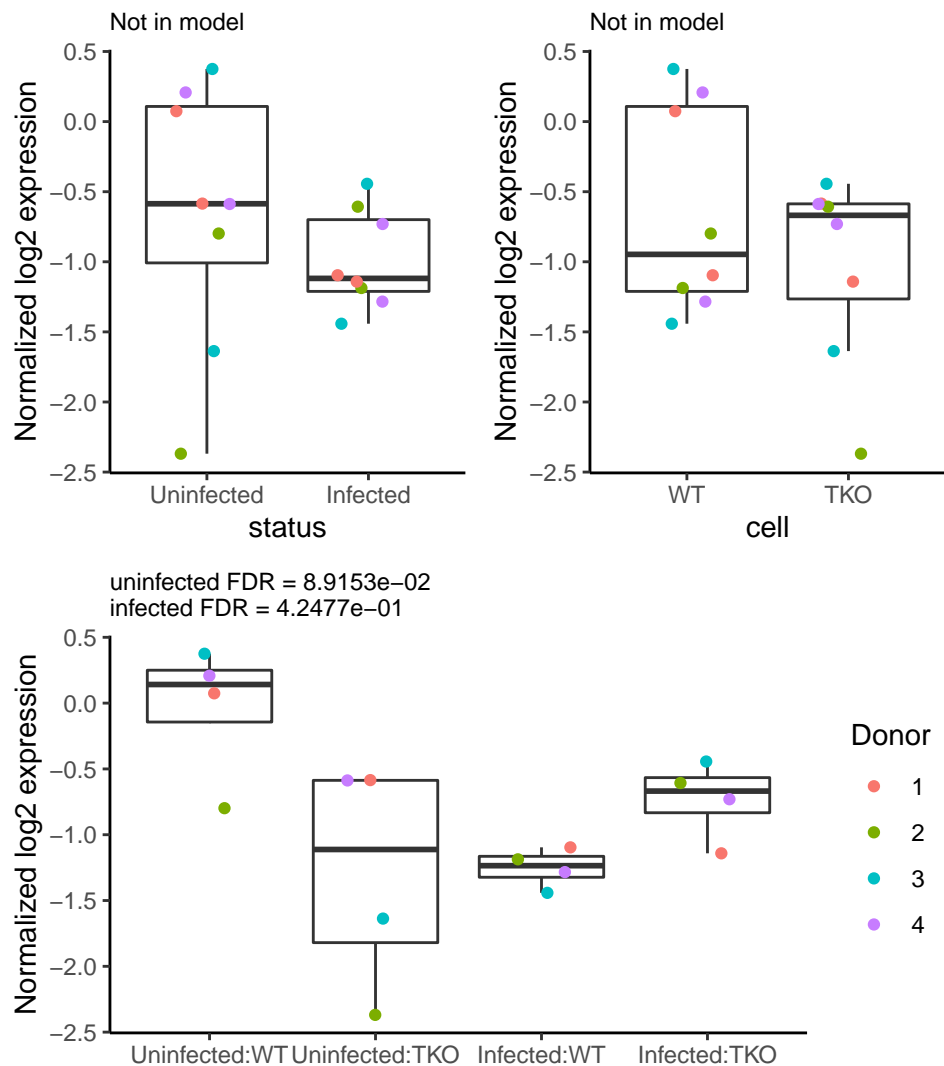 Not in model
Normalized log2 expression
0.5
0.0
−0.5
−1.0
−1.5
−2.0
−2.5
Uninfected Infected
status
Not in model
Normalized log2 expression
0.5
0.0
−0.5
−1.0
−1.5
−2.0
−2.5
WT TKO
cell
uninfected FDR = 8.9153e−02
infected FDR = 4.2477e−01
Normalized log2 expression
0.5
0.0
−0.5
−1.0
−1.5
−2.0
−2.5
Uninfected:WT Uninfected:TKO Infected:WT Infected:TKO
Donor
1
2
3
4